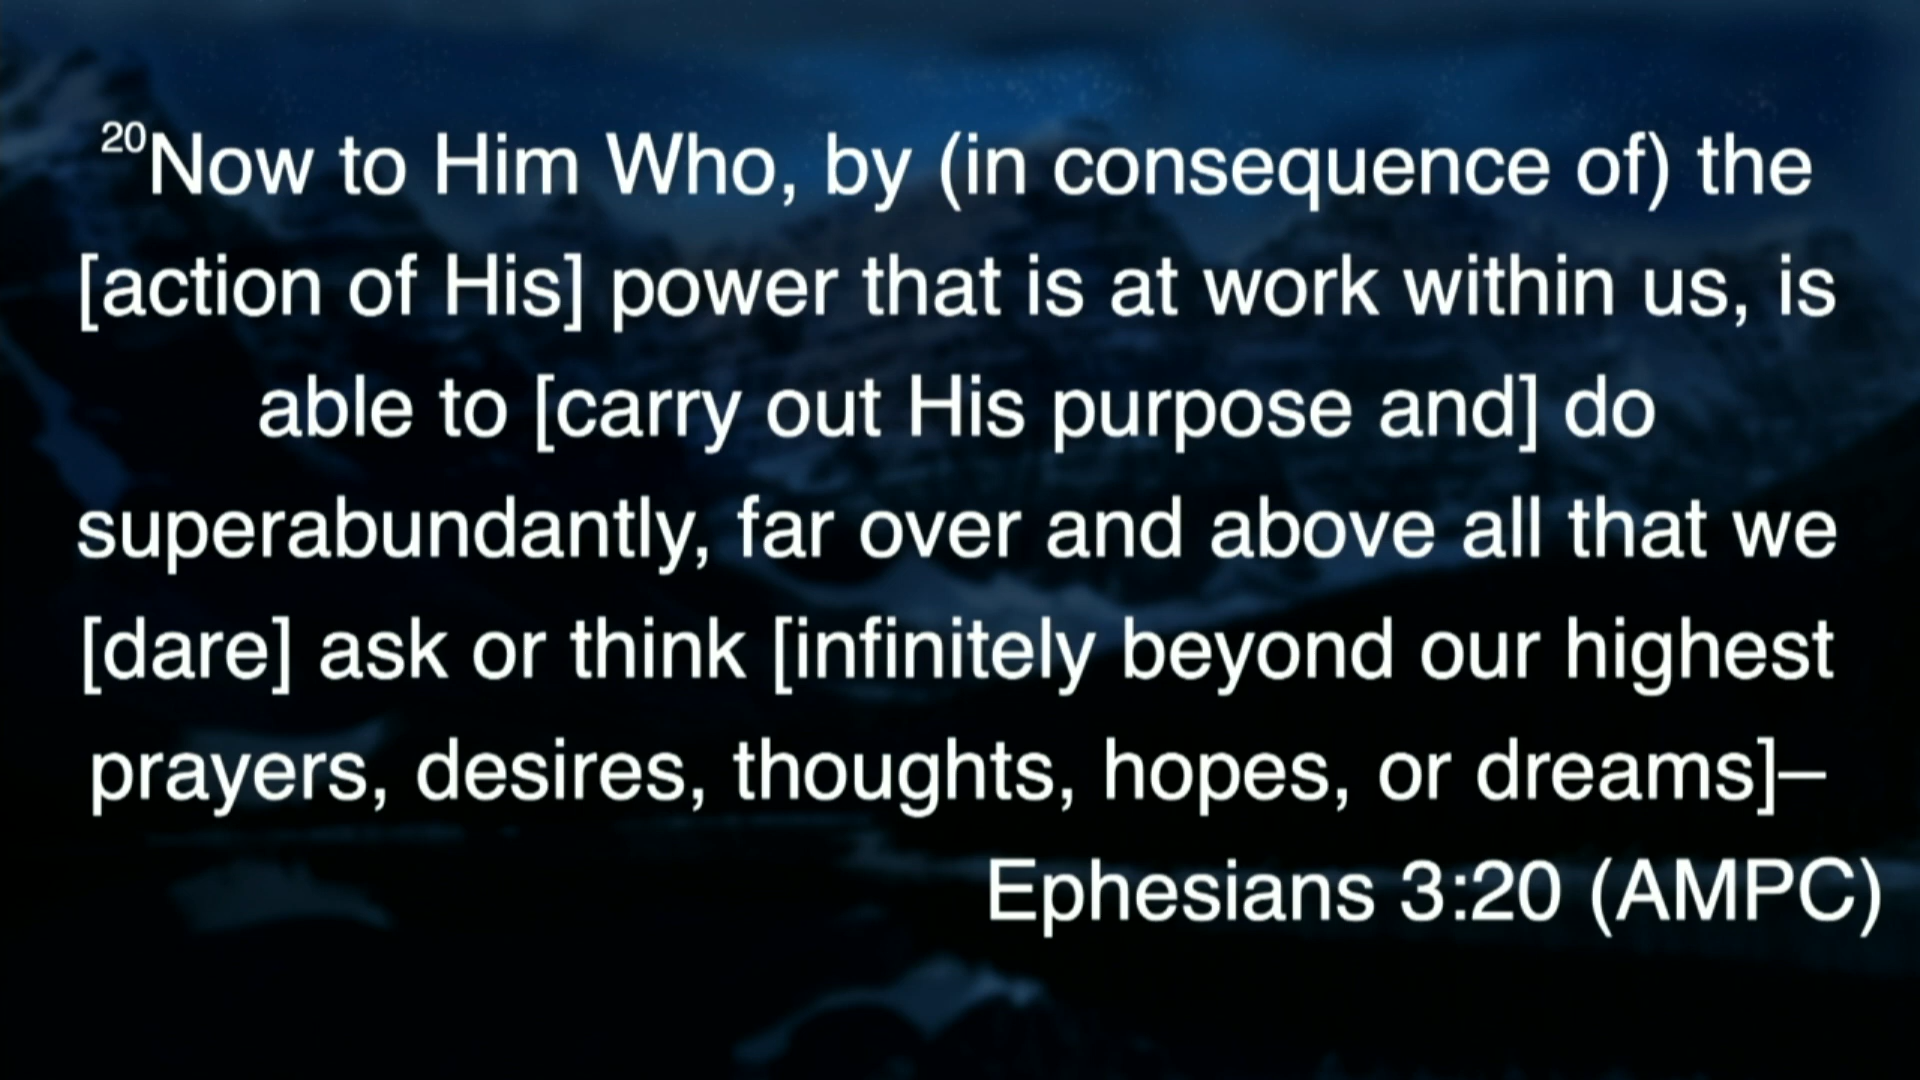 20Now to Him Who, by (in consequence of) the
[action of His] power that is at work within us, is
able to [carry out His purpose and] do
superabundantly, far over and above all that we
[dare] ask or think [infinitely beyond our highest
prayers, desires, thoughts, hopes, or dreams]–
Ephesians 3:20 (AMPC)